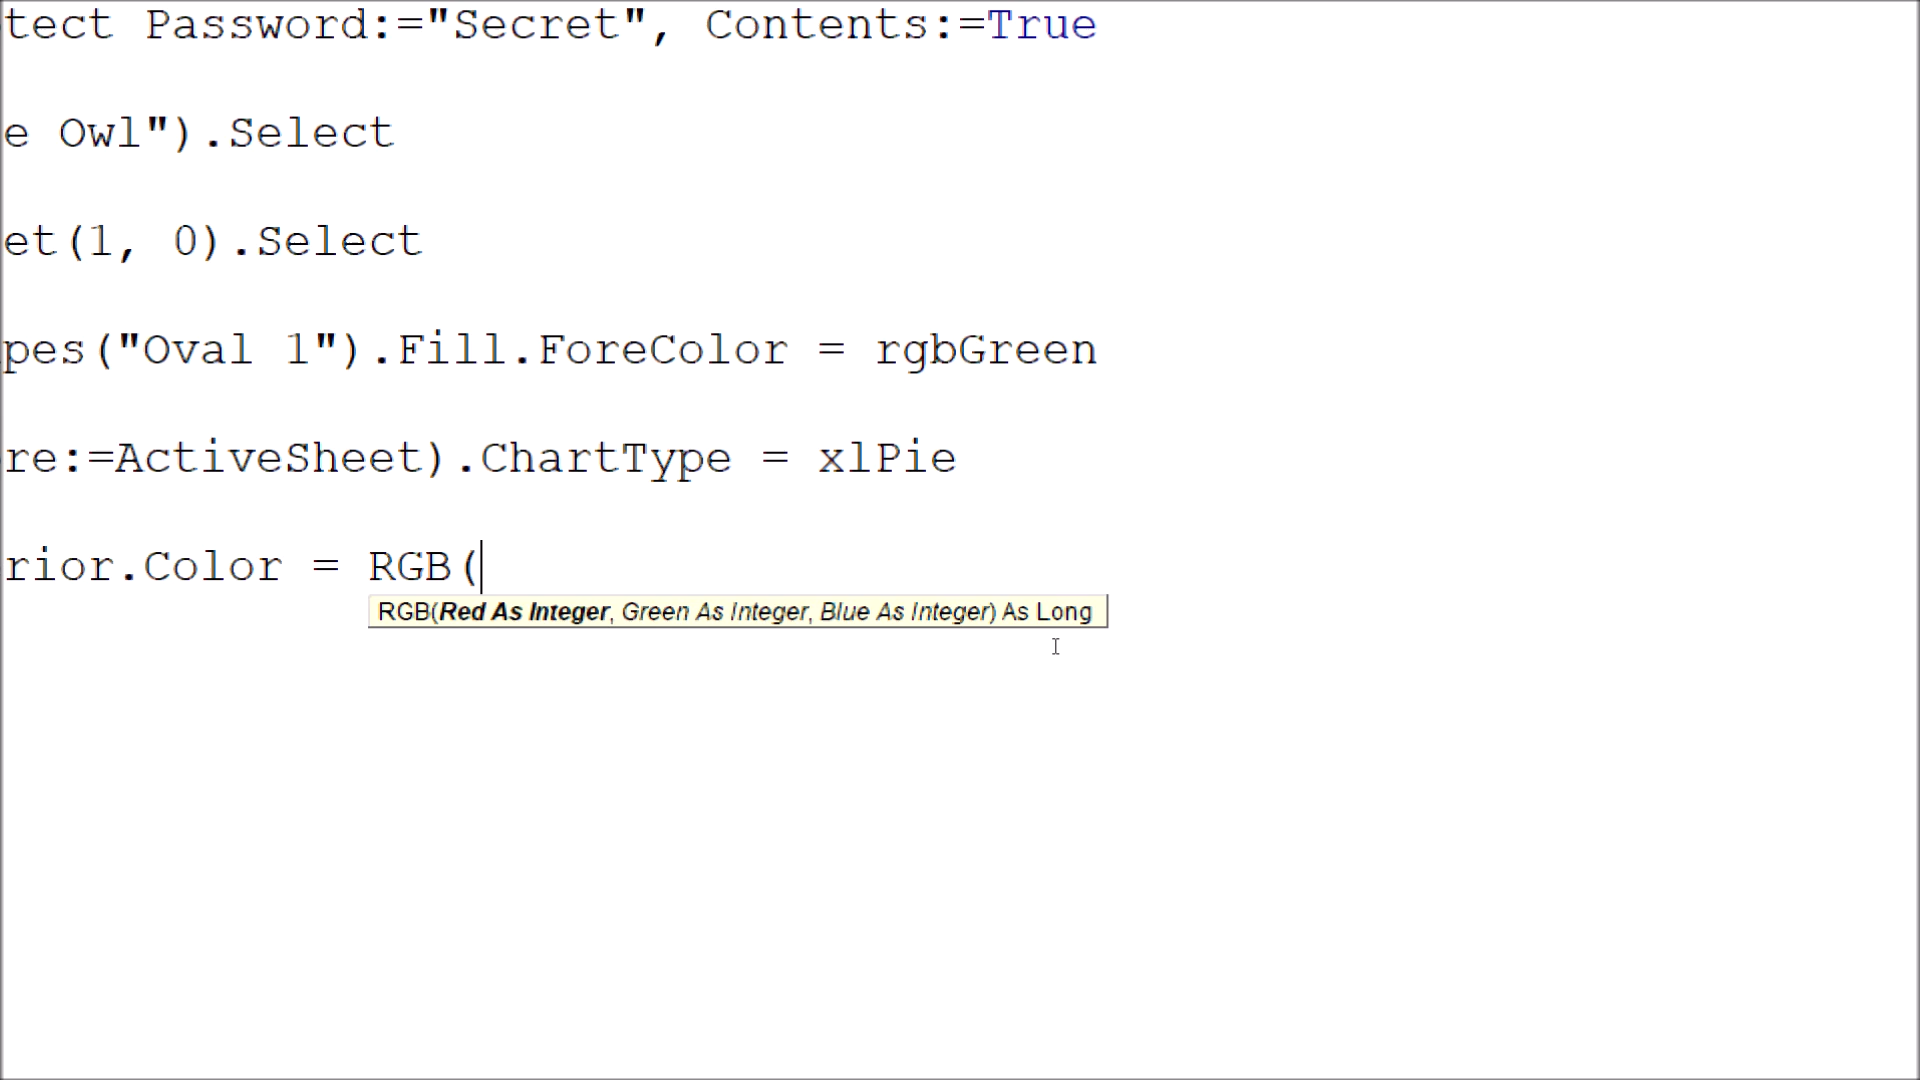 tect Password:="Secret", Contents:=True
e Owl").Select
et(1, 0).Select
pes("Oval 1").Fill.ForeColor = rgbGreen
re:=ActiveSheet).ChartType = xlPie
rior.Color = RGB(
RGB(Red As Integer, Green As Integer, Blue As Integer) As Long